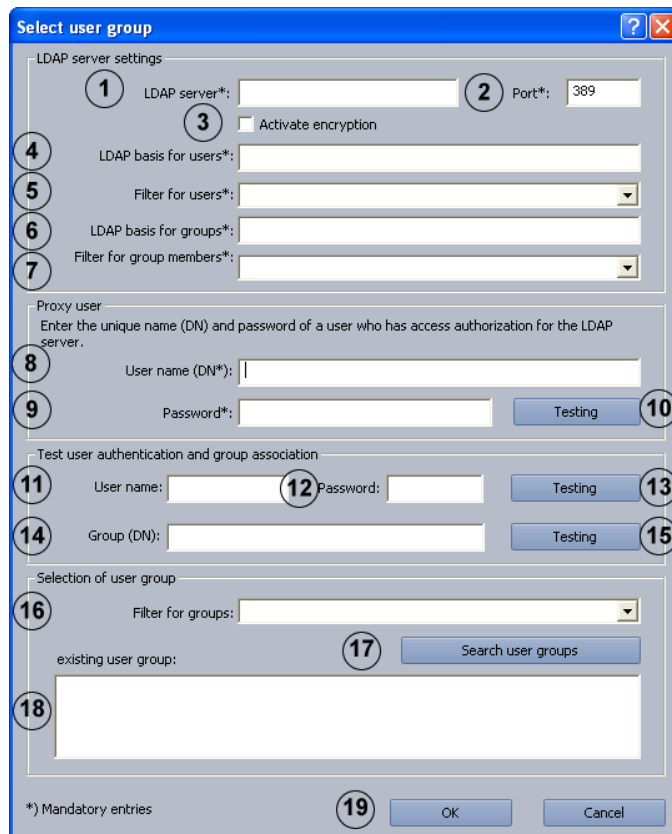 Select user group
LDAP server settings
1 LDAP server*: 2 Port*: 389
3 Activate encryption
4 LDAP basis for users*:
5 Filter for users*:
6 LDAP basis for groups*:
7 Filter for group members*:
Proxy user
Enter the unique name (DN) and password of a user who has access authorization for the LDAP
server.
8 User name (DN*):
9 Password*: Testing 10
Test user authentication and group association
11 User name: 12 Password: Testing 13
14 Group (DN): Testing 15
Selection of user group
16 Filter for groups:
17 Search user groups
existing user group:
18
*) Mandatory entries 19 OK Cancel